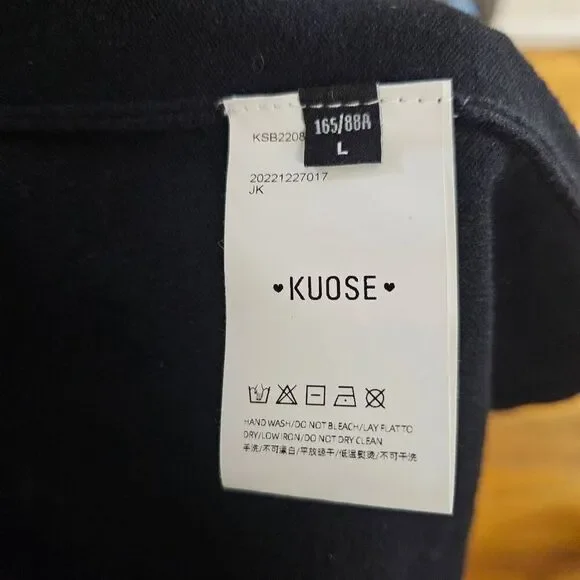 165/88A
L
KSB2208
20221227017
JK
♥KUOSE♥
HAND WASH/DO NOT BLEACH/LAY FLAT TO
DRY/LOW IRON/DO NOT DRY CLEAN
手洗/不可漂白/平放晾干/低温熨烫/不可干洗